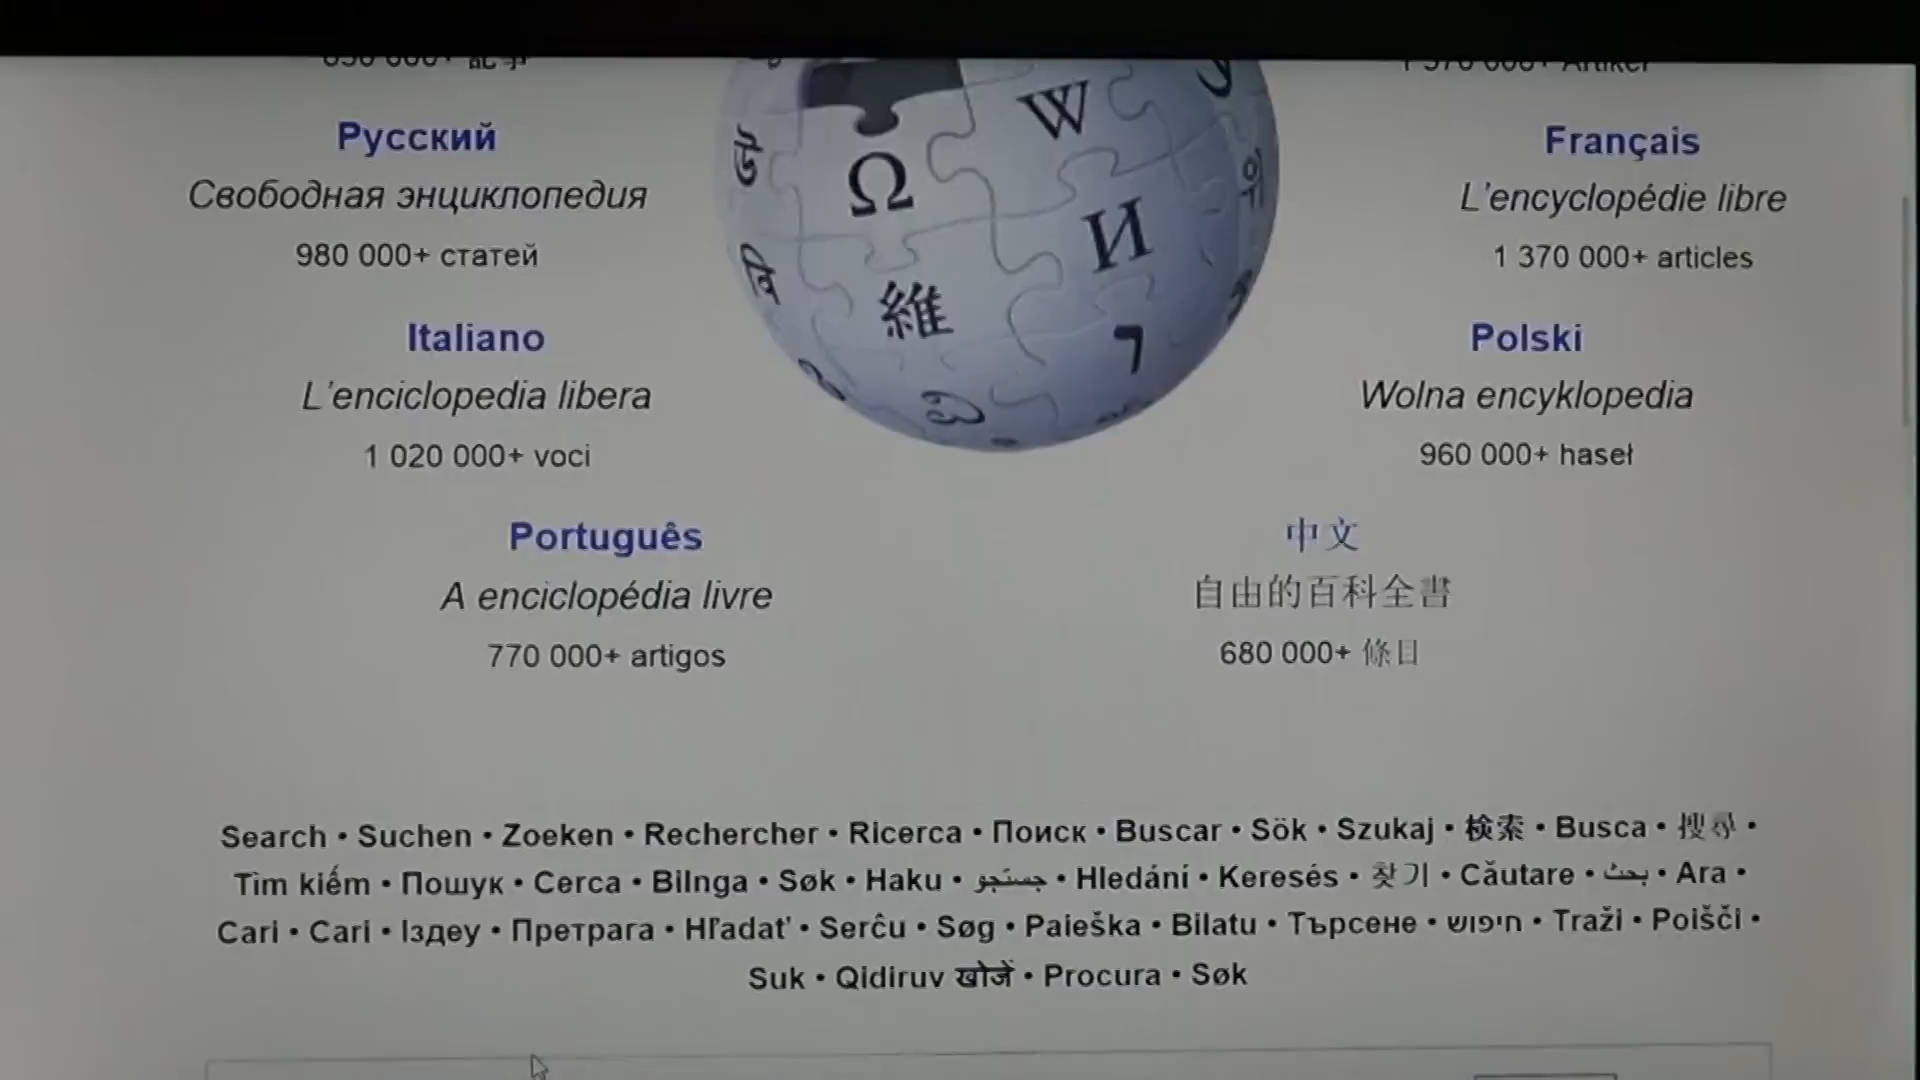 Русский
Français
Свободная энциклопедия
L'encyclopédie libre
980 000+ статей
1 370 000+ articles
Italiano
Polski
L'enciclopedia libera
Wolna encyklopedia
1 020 000+ voci
960 000+ haseł
Português
中文
A enciclopédia livre
自由的百科全書
770 000+ artigos
680 000+ 條目
Ω
W
И
維
Search • Suchen • Zoeken • Rechercher • Ricerca • Поиск • Buscar • Sök • Szukaj • 検索 • Busca • 搜尋 •
Tìm kiếm • Пошук • Cerca • Bilnga • Søk • Haku • جستجو • Hledání • Keresés • 찾기 • Căutare • بحث • Ara •
Cari • Cari • Іздеу • Претрага • Hľadať • Serĉu • Søg • Paieška • Bilatu • Търсене • חיפוש • Traži • Poišči •
Suk • Qidiruv खोजें • Procura • Søk